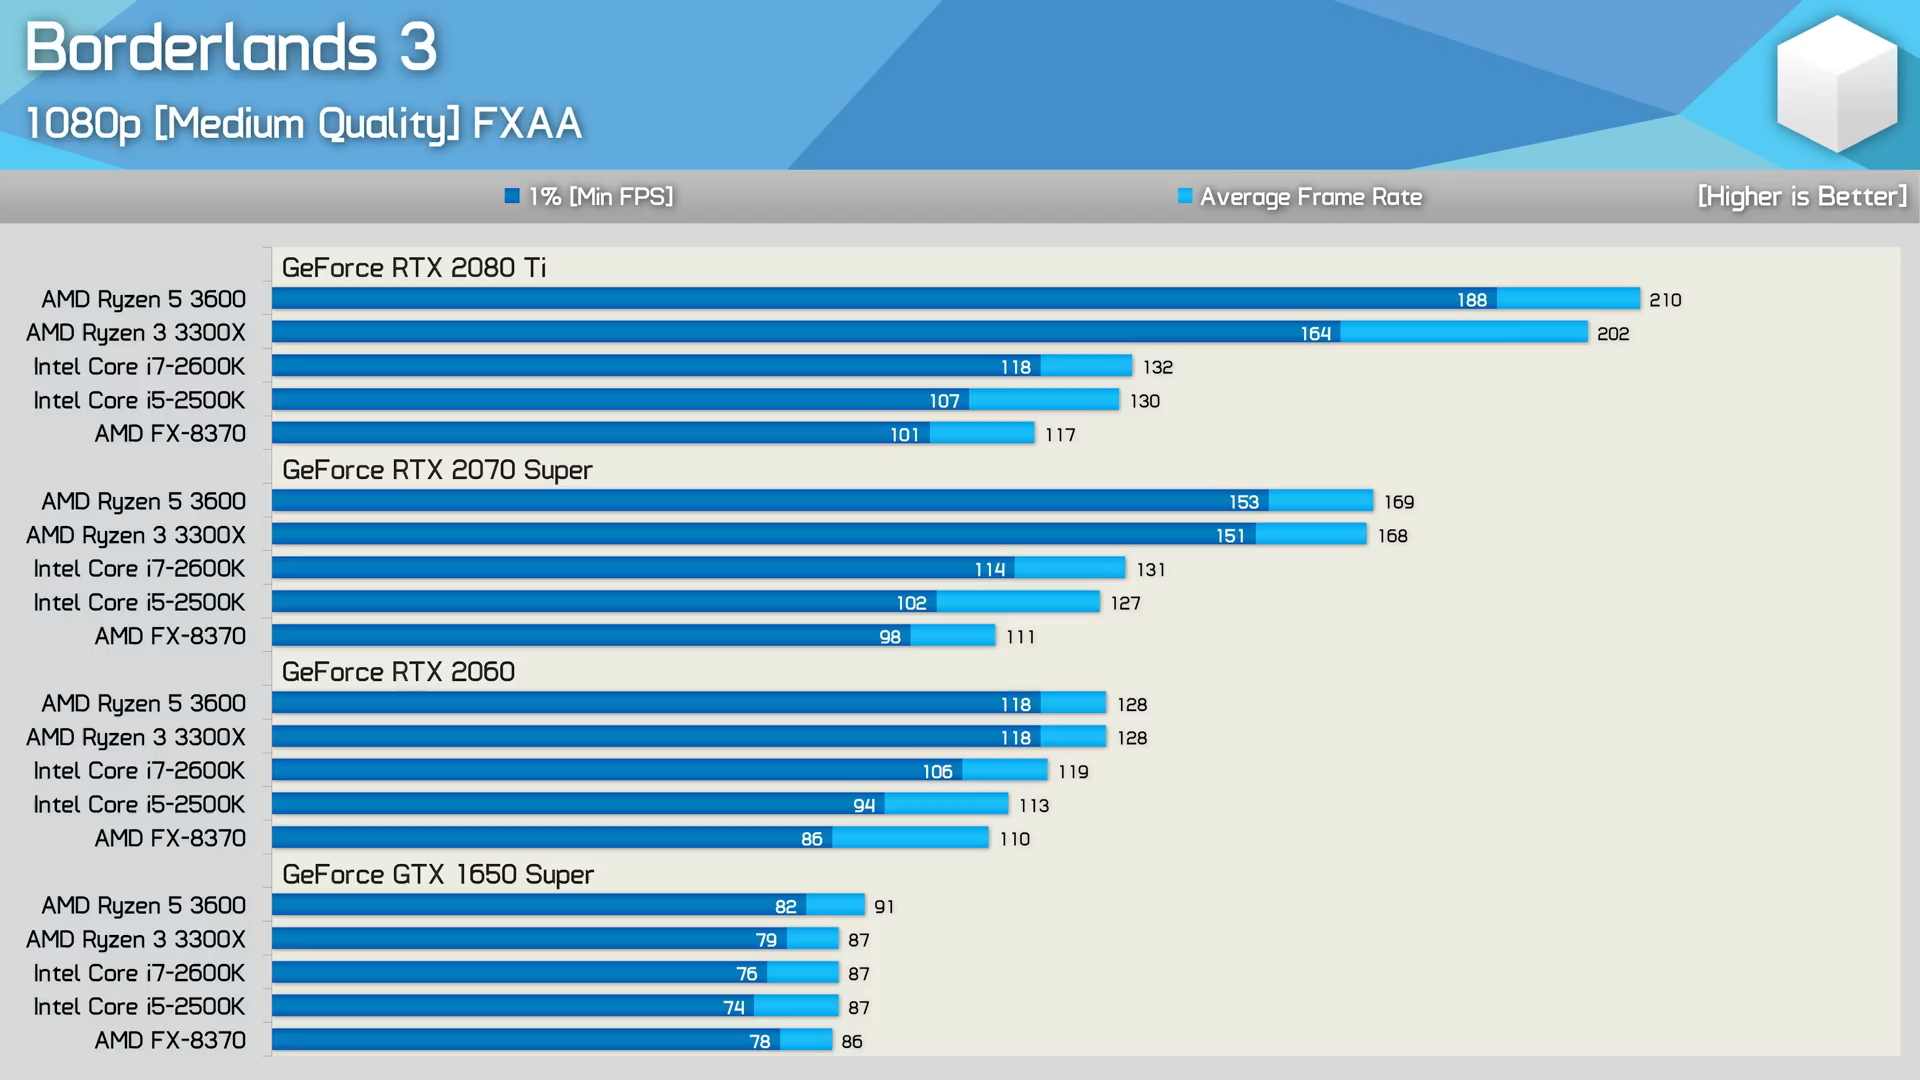 Borderlands 3
1080p [Medium Quality] FXAA
1% [Min FPS] Average Frame Rate [Higher is Better]
GeForce RTX 2080 Ti
AMD Ryzen 5 3600 188 210
AMD Ryzen 3 3300X 164 202
Intel Core i7-2600K 118 132
Intel Core i5-2500K 107 130
AMD FX-8370 101 117
GeForce RTX 2070 Super
AMD Ryzen 5 3600 153 169
AMD Ryzen 3 3300X 151 168
Intel Core i7-2600K 114 131
Intel Core i5-2500K 102 127
AMD FX-8370 98 111
GeForce RTX 2060
AMD Ryzen 5 3600 118 128
AMD Ryzen 3 3300X 118 128
Intel Core i7-2600K 106 119
Intel Core i5-2500K 94 113
AMD FX-8370 86 110
GeForce GTX 1650 Super
AMD Ryzen 5 3600 82 91
AMD Ryzen 3 3300X 79 87
Intel Core i7-2600K 76 87
Intel Core i5-2500K 74 87
AMD FX-8370 78 86